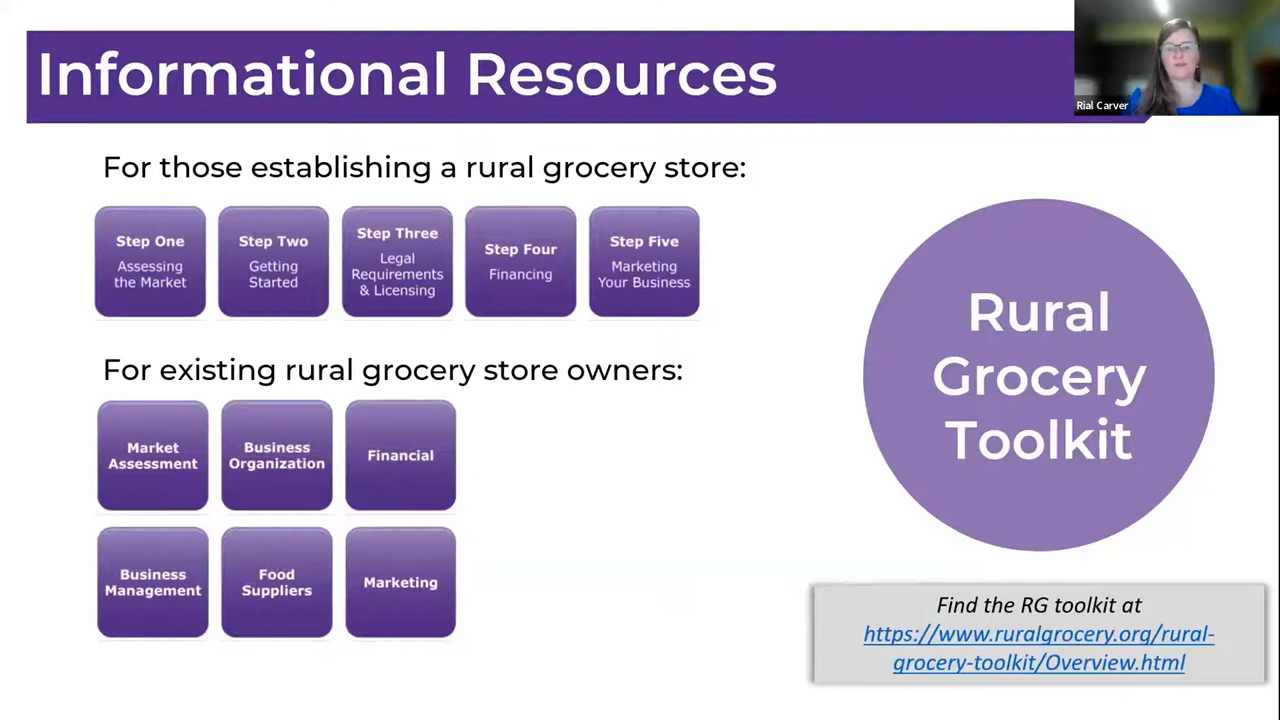 Informational Resources
Rial Carver
For those establishing a rural grocery store:
Step One
Assessing
the Market
Step Two
Getting
Started
Step Three
Legal
Requirements
& Licensing
Step Four
Financing
Step Five
Marketing
Your Business
For existing rural grocery store owners:
Market
Assessment
Business
Organization
Financial
Business
Management
Food
Suppliers
Marketing
Rural
Grocery
Toolkit
Find the RG toolkit at
https://www.ruralgrocery.org/rural-
grocery-toolkit/Overview.html